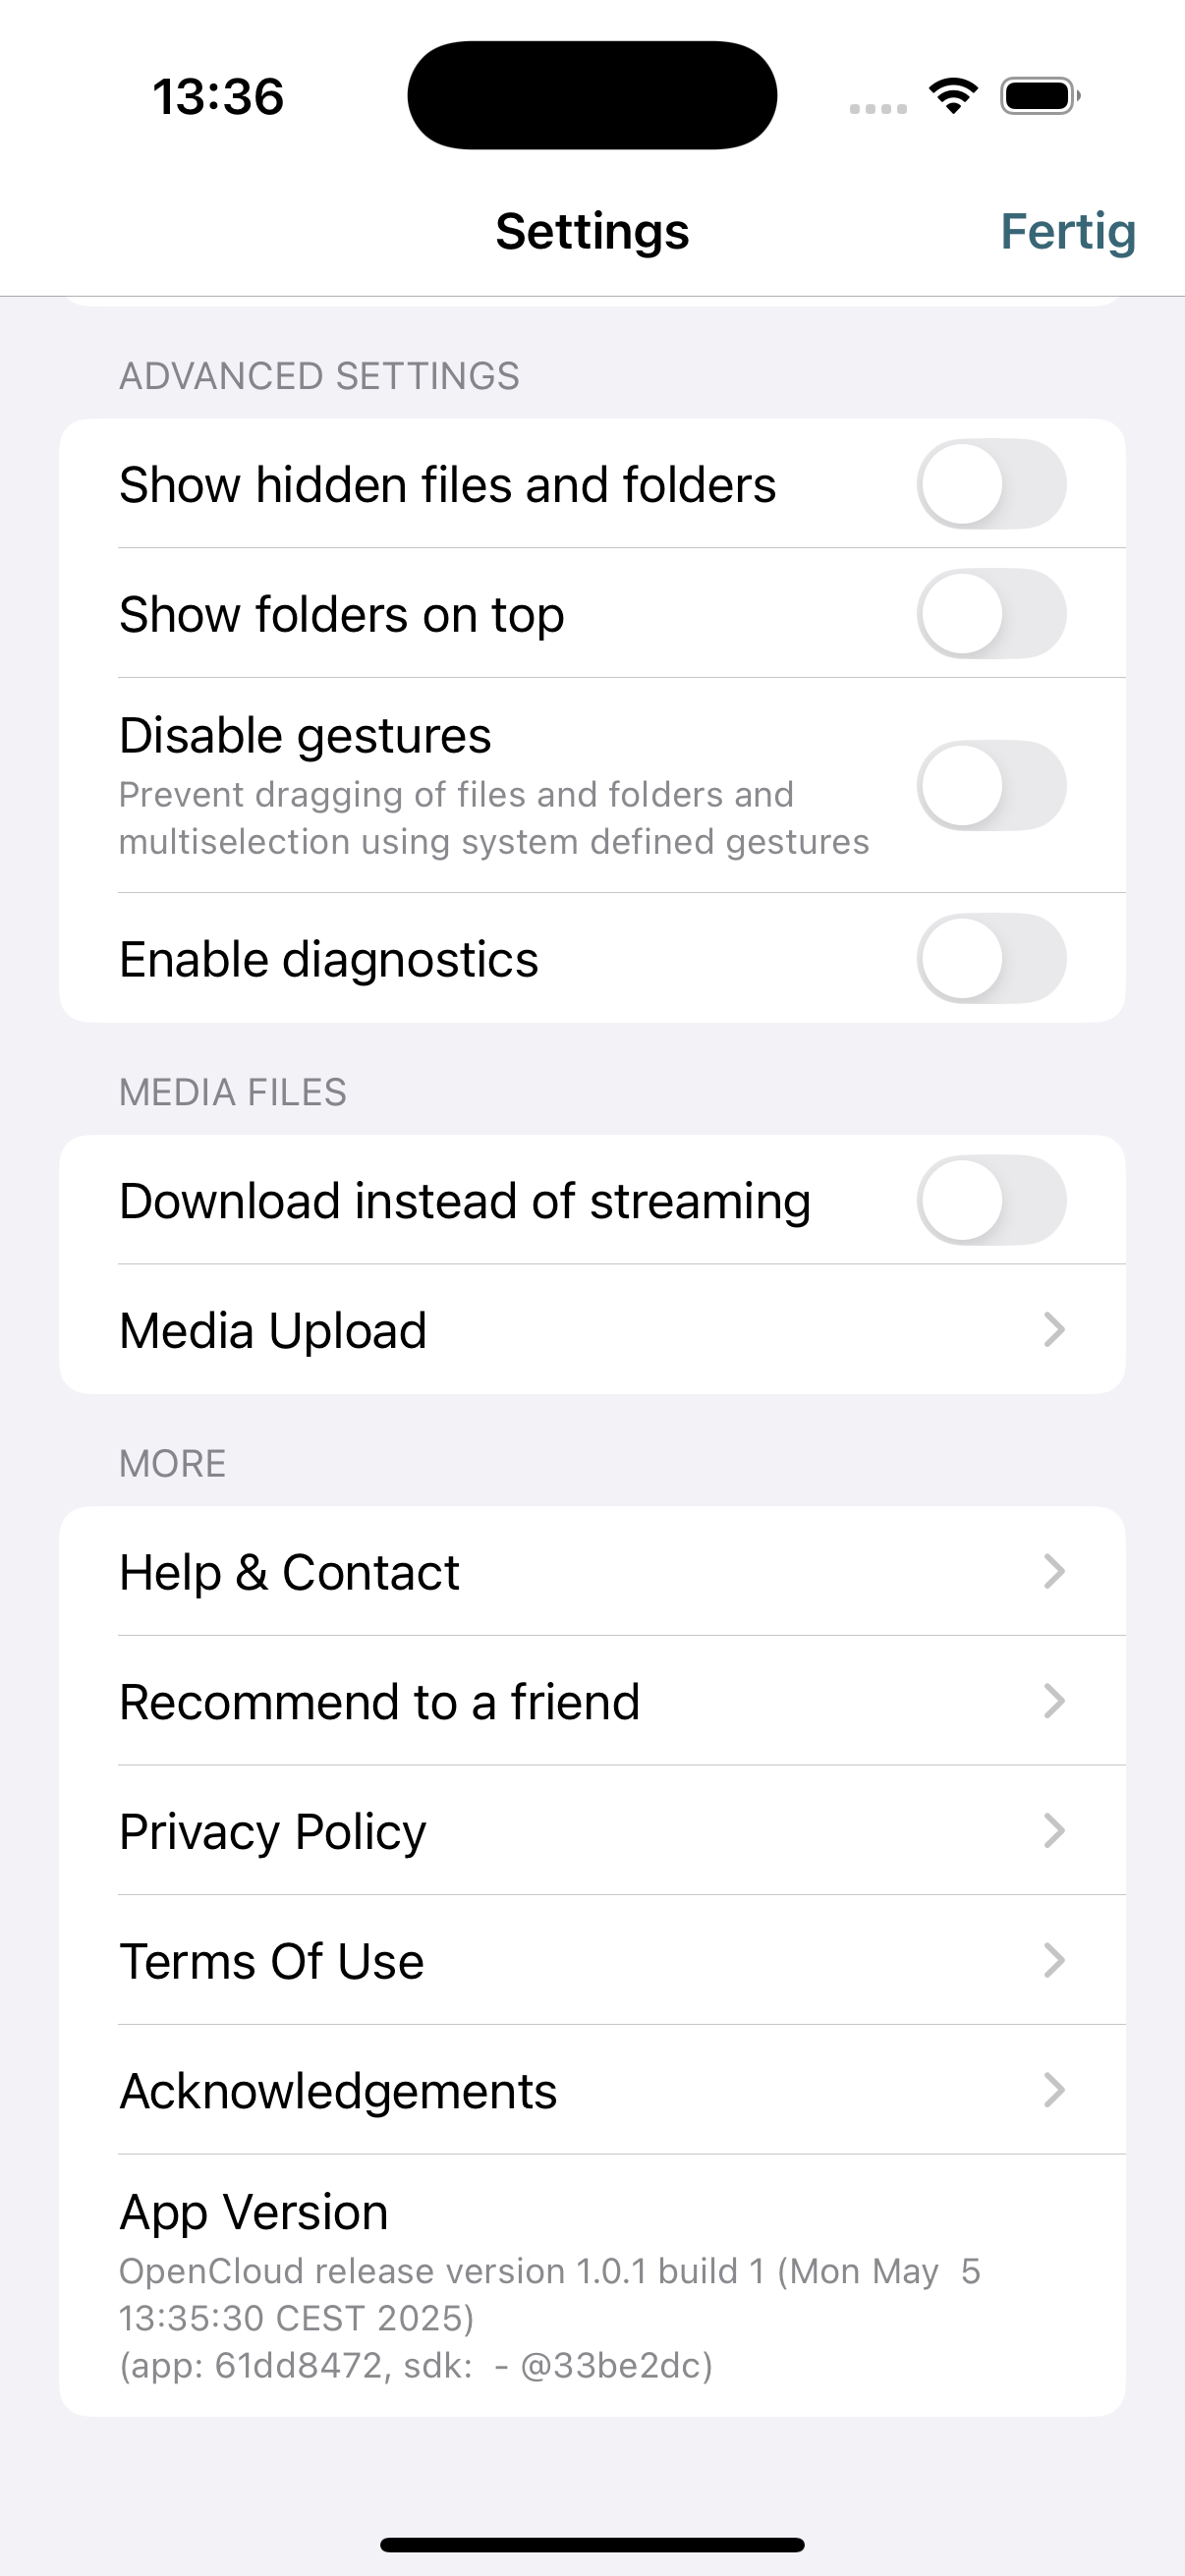 13:36
Settings
Fertig
ADVANCED SETTINGS
Show hidden files and folders
Show folders on top
Disable gestures
Prevent dragging of files and folders and
multiselection using system defined gestures
Enable diagnostics
MEDIA FILES
Download instead of streaming
Media Upload
MORE
Help & Contact
Recommend to a friend
Privacy Policy
Terms Of Use
Acknowledgements
App Version
OpenCloud release version 1.0.1 build 1 (Mon May  5
13:35:30 CEST 2025)
(app: 61dd8472, sdk:  - @33be2dc)